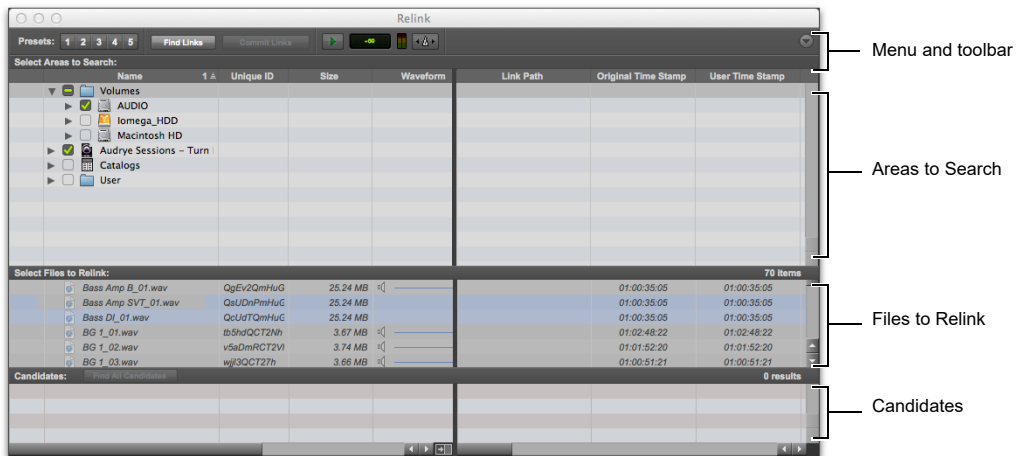 Relink
Presets: 1 2 3 4 5 Find Links Commit Links -∞
Menu and toolbar
Select Areas to Search:
Name 1 Unique ID Size Waveform Link Path Original Time Stamp User Time Stamp
Volumes
AUDIO
Iomega_HDD
Macintosh HD
Audrye Sessions – Turn
Catalogs
User
Areas to Search
Select Files to Relink: 70 items
Bass Amp B_01.wav QgEv2QmHuG 25.24 MB 01:00:35:05 01:00:35:05
Bass Amp SVT_01.wav QsUDnPmHuG 25.24 MB 01:00:35:05 01:00:35:05
Bass DI_01.wav QcUdTQmHuG 25.24 MB 01:00:35:05 01:00:35:05
BG 1_01.wav tb5hdQCT2Nh 3.67 MB 01:02:48:22 01:02:48:22
BG 1_02.wav v5aDmRCT2VI 3.74 MB 01:01:52:20 01:01:52:20
BG 1_03.wav wjjl3QCT27h 3.66 MB 01:00:51:21 01:00:51:21
Files to Relink
Candidates: Find All Candidates 0 results
Candidates